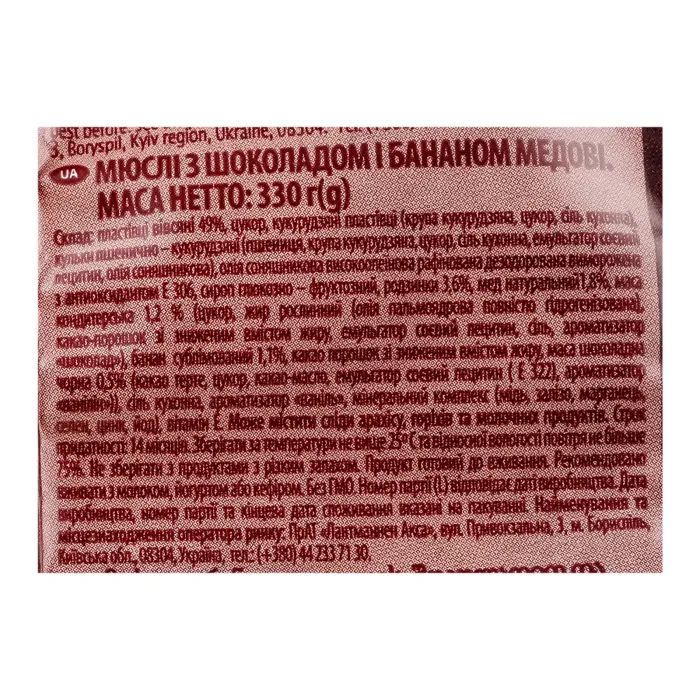 best before
3, Boryspil, Kyiv region, Ukraine, 08304.
UA МЮСЛІ З ШОКОЛАДОМ І БАНАНОМ МЕДОВІ.
МАСА НЕТТО: 330 г(g)
Склад: пластівці вівсяні 49%, цукор, кукурудзяні пластівці (крупа кукурудзяна, цукор, сіль кухонна),
кульки пшенично – кукурудзяні (пшениця, крупа кукурудзяна, цукор, сіль кухонна, емульгатор соєвий
лецитин, олія соняшникова), олія соняшникова високоолеїнова рафінована дезодорована виморожена
з антиоксидантом Е 306, сироп глюкозно – фруктозний, родзинки 3,6%, мед натуральний 1,8%, маса
кондитерська 1,2 % (цукор, жир рослинний (олія пальмоядрова повністю гідрогенізована),
какао-порошок зі зниженим вмістом жиру, емульгатор соєвий лецитин, сіль, ароматизатор
«шоколад»), банан сублімований 1,1%, какао порошок зі зниженим вмістом жиру, маса шоколадна
чорна 0,5% (какао терте, цукор, какао-масло, емульгатор соєвий лецитин ( Е 322), ароматизатор
«ванілін»), сіль кухонна, ароматизатор «ваніль», мінеральний комплекс (мідь, залізо, марганець,
селен, цинк, йод), вітамін Е. Може містити сліди арахісу, горіхів та молочних продуктів. Строк
придатності: 14 місяців. Зберігати за температури не вище 25° С та відносної вологості повітря не більше
75%. Не зберігати з продуктами з різким запахом. Продукт готовий до вживання. Рекомендовано
вживати з молоком, йогуртом або кефіром. Без ГМО. Номер партії (L) відповідає даті виробництва. Дата
виробництва, номер партії та кінцева дата споживання вказані на пакуванні. Найменування та
місцезнаходження оператора ринку: ПрАТ «Лантманнен Акса», вул. Привокзальна, 3, м. Бориспіль,
Київська обл., 08304, Україна, тел.: (+380) 44 233 71 30.